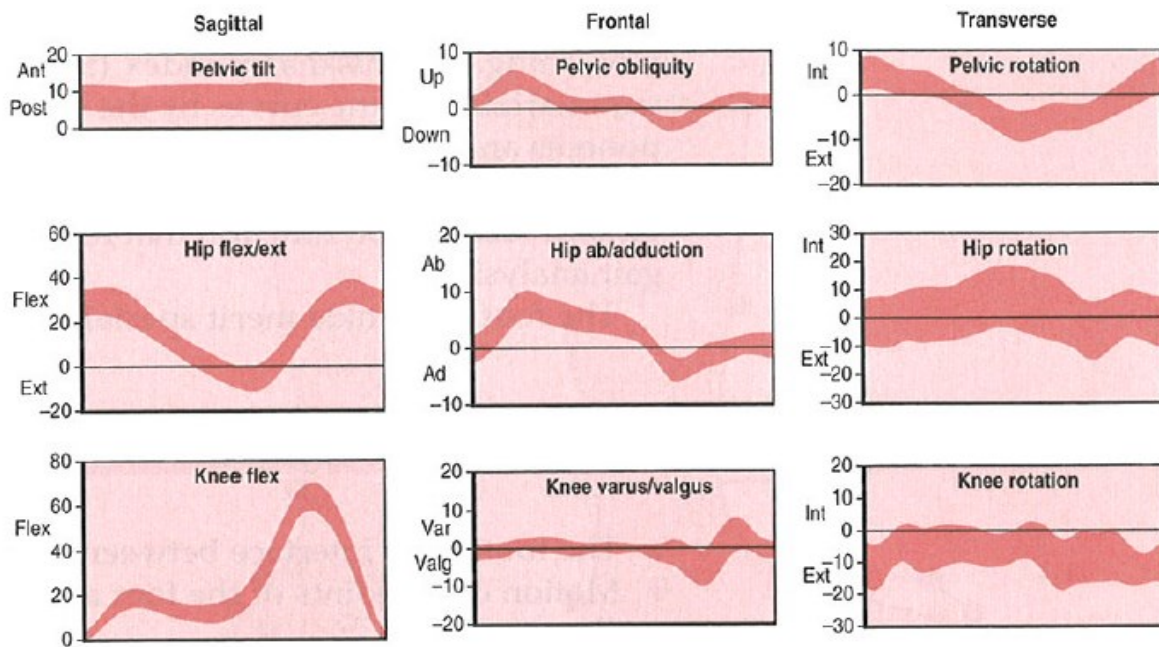 Sagittal
Frontal
Transverse
Pelvic tilt
Ant
Post
20
10
0
Pelvic obliquity
Up
Down
10
5
0
−5
−10
Pelvic rotation
Int
Ext
10
0
−10
−20
Hip flex/ext
Flex
Ext
60
40
20
0
−20
Hip ab/adduction
Ab
Ad
20
10
0
−10
Hip rotation
Int
Ext
30
20
10
0
−10
−20
−30
Knee flex
Flex
80
60
40
20
0
Knee varus/valgus
Var
Valg
20
10
0
−10
−20
Knee rotation
Int
Ext
20
10
0
−10
−20
−30